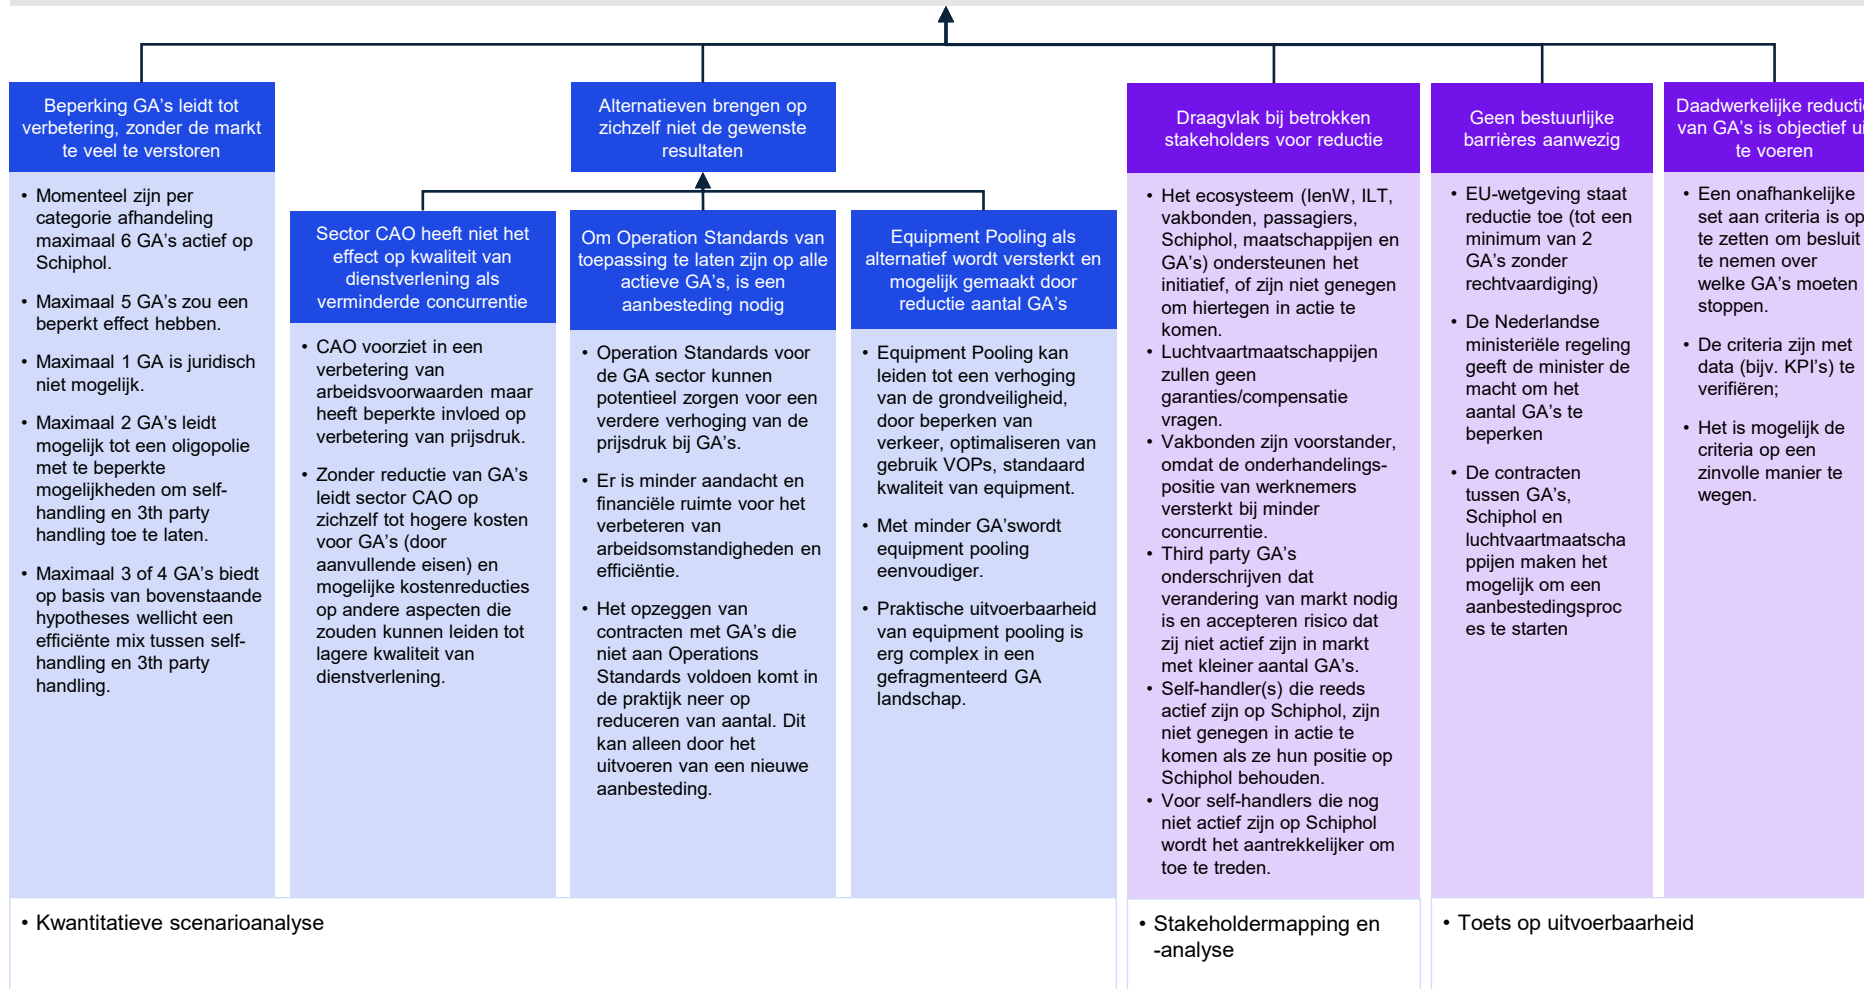 Beperking GA's leidt tot
verbetering, zonder de markt
te veel te verstoren
• Momenteel zijn per
categorie afhandeling
maximaal 6 GA's actief op
Schiphol.
• Maximaal 5 GA's zou een
beperkt effect hebben.
• Maximaal 1 GA is juridisch
niet mogelijk.
• Maximaal 2 GA's leidt
mogelijk tot een oligopolie
met te beperkte
mogelijkheden om self-
handling en 3th party
handling toe te laten.
• Maximaal 3 of 4 GA's biedt
op basis van bovenstaande
hypotheses wellicht een
efficiënte mix tussen self-
handling en 3th party
handling.
Alternatieven brengen op
zichzelf niet de gewenste
resultaten
Sector CAO heeft niet het
effect op kwaliteit van
dienstverlening als
verminderde concurrentie
• CAO voorziet in een
verbetering van
arbeidsvoorwaarden maar
heeft beperkte invloed op
verbetering van prijsdruk.
• Zonder reductie van GA's
leidt sector CAO op
zichzelf tot hogere kosten
voor GA's (door
aanvullende eisen) en
mogelijke kostenreducties
op andere aspecten die
zouden kunnen leiden tot
lagere kwaliteit van
dienstverlening.
Om Operation Standards van
toepassing te laten zijn op alle
actieve GA's, is een
aanbesteding nodig
• Operation Standards voor
de GA sector kunnen
potentieel zorgen voor een
verdere verhoging van de
prijsdruk bij GA's.
• Er is minder aandacht en
financiële ruimte voor het
verbeteren van
arbeidsomstandigheden en
efficiëntie.
• Het opzeggen van
contracten met GA's die
niet aan Operations
Standards voldoen komt in
de praktijk neer op
reduceren van aantal. Dit
kan alleen door het
uitvoeren van een nieuwe
aanbesteding.
Equipment Pooling als
alternatief wordt versterkt en
mogelijk gemaakt door
reductie aantal GA's
• Equipment Pooling kan
leiden tot een verhoging
van de grondveiligheid,
door beperken van
verkeer, optimaliseren van
gebruik VOPs, standaard
kwaliteit van equipment.
• Met minder GA'swordt
equipment pooling
eenvoudiger.
• Praktische uitvoerbaarheid
van equipment pooling is
erg complex in een
gefragmenteerd GA
landschap.
Draagvlak bij betrokken
stakeholders voor reductie
• Het ecosysteem (IenW, ILT,
vakbonden, passagiers,
Schiphol, maatschappijen en
GA's) ondersteunen het
initiatief, of zijn niet genegen
om hiertegen in actie te
komen.
• Luchtvaartmaatschappijen
zullen geen
garanties/compensatie
vragen.
• Vakbonden zijn voorstander,
omdat de onderhandelings-
positie van werknemers
versterkt bij minder
concurrentie.
• Third party GA's
onderschrijven dat
verandering van markt nodig
is en accepteren risico dat
zij niet actief zijn in markt
met kleiner aantal GA's.
• Self-handler(s) die reeds
actief zijn op Schiphol, zijn
niet genegen in actie te
komen als ze hun positie op
Schiphol behouden.
• Voor self-handlers die nog
niet actief zijn op Schiphol
wordt het aantrekkelijker om
toe te treden.
Geen bestuurlijke
barrières aanwezig
• EU-wetgeving staat
reductie toe (tot een
minimum van 2
GA's zonder
rechtvaardiging)
• De Nederlandse
ministeriële regeling
geeft de minister de
macht om het
aantal GA's te
beperken
• De contracten
tussen GA's,
Schiphol en
luchtvaartmaatscha
ppijen maken het
mogelijk om een
aanbestedingsproc
es te starten
Daadwerkelijke reductie
van GA's is objectief ui
te voeren
• Een onafhankelijke
set aan criteria is op
te zetten om besluit
te nemen over
welke GA's moeten
stoppen.
• De criteria zijn met
data (bijv. KPI's) te
verifiëren;
• Het is mogelijk de
criteria op een
zinvolle manier te
wegen.
• Kwantitatieve scenarioanalyse
• Stakeholdermapping en
-analyse
• Toets op uitvoerbaarheid